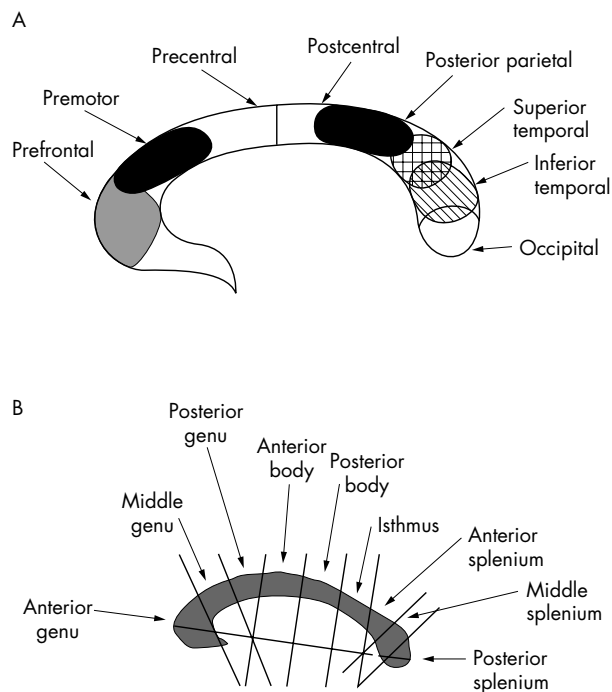 A
Postcentral
Precentral
Posterior parietal
Premotor
Superior
temporal
Prefrontal
Inferior
temporal
Occipital
B
Posterior
genu
Anterior
body
Posterior
body
Middle
genu
Isthmus
Anterior
splenium
Middle
splenium
Anterior
genu
Posterior
splenium